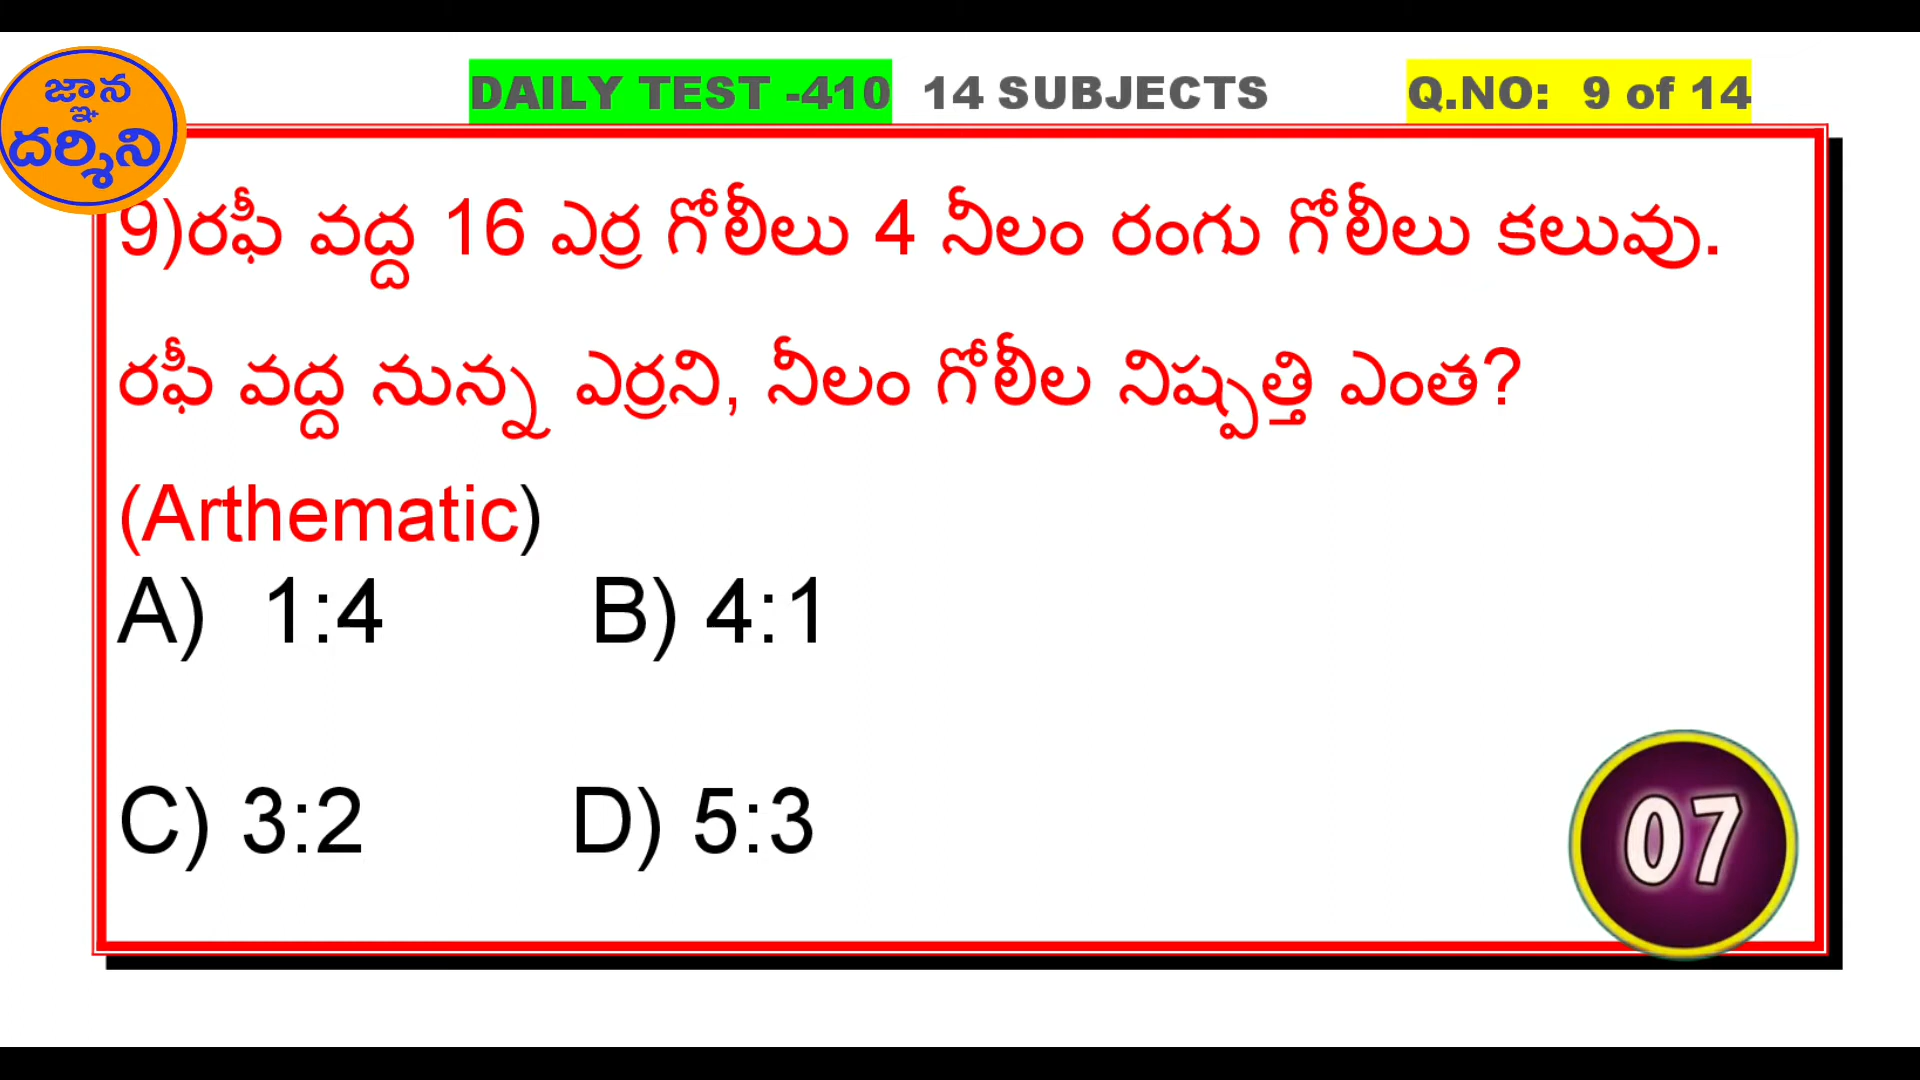 జ్ఞాన
దర్శిని
DAILY TEST -410 14 SUBJECTS Q.NO: 9 of 14
9)రఫీ వద్ద 16 ఎర్ర గోలీలు 4 నీలం రంగు గోలీలు కలువు.
రఫీ వద్ద నున్న ఎర్రని, నీలం గోలీల నిష్పత్తి ఎంత?
(Arthematic)
A) 1:4 B) 4:1
C) 3:2 D) 5:3
07